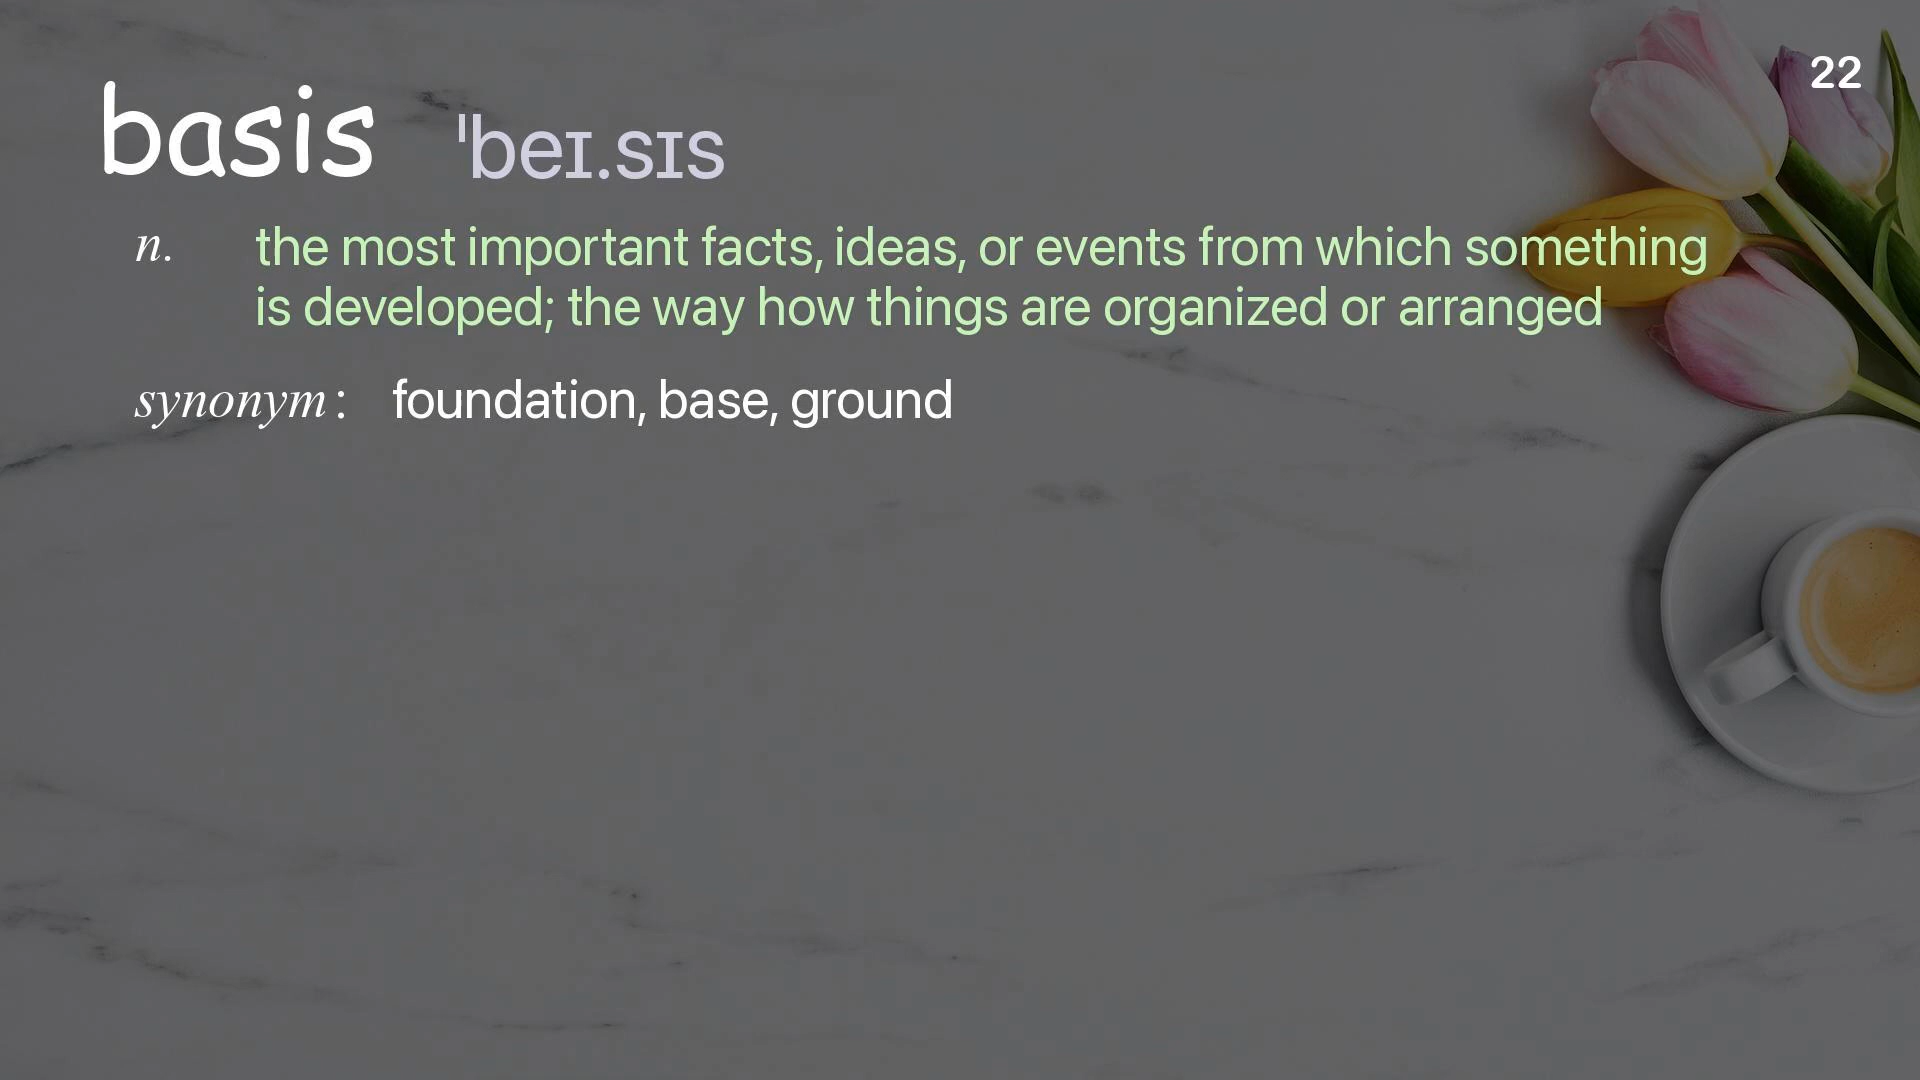 22
basis ˈbeɪ.sɪs
n. the most important facts, ideas, or events from which something
is developed; the way how things are organized or arranged
synonym: foundation, base, ground